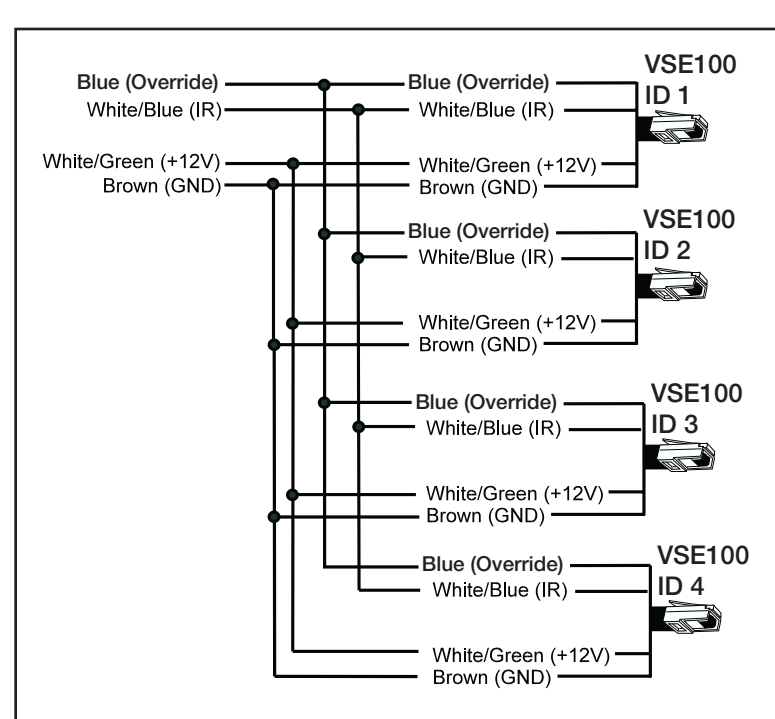 Blue (Override)
White/Blue (IR)
White/Green (+12V)
Brown (GND)
Blue (Override)
White/Blue (IR)
White/Green (+12V)
Brown (GND)
VSE100
ID 1
Blue (Override)
White/Blue (IR)
White/Green (+12V)
Brown (GND)
VSE100
ID 2
Blue (Override)
White/Blue (IR)
White/Green (+12V)
Brown (GND)
VSE100
ID 3
Blue (Override)
White/Blue (IR)
White/Green (+12V)
Brown (GND)
VSE100
ID 4